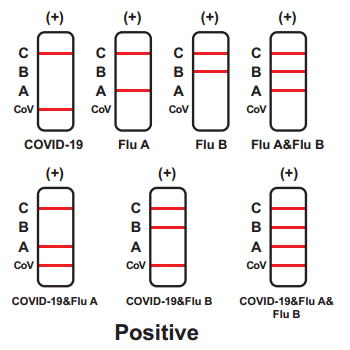 (+) (+) (+) (+)
C C C C
B B B B
A A A A
CoV CoV CoV CoV
COVID-19 Flu A Flu B Flu A&Flu B
(+) (+) (+)
C C C
B B B
A A A
CoV CoV CoV
COVID-19&Flu A COVID-19&Flu B COVID-19&Flu A&
Flu B
Positive